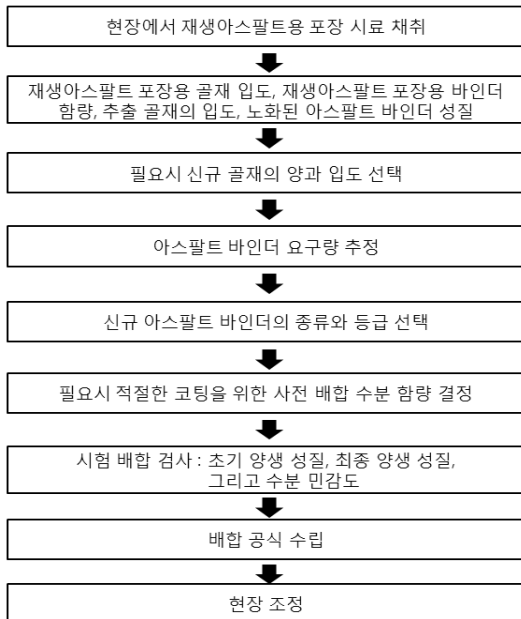 현장에서 재생아스팔트용 포장 시료 채취
재생아스팔트 포장용 골재 입도, 재생아스팔트 포장용 바인더
함량, 추출 골재의 입도, 노화된 아스팔트 바인더 성질
필요시 신규 골재의 양과 입도 선택
아스팔트 바인더 요구량 추정
신규 아스팔트 바인더의 종류와 등급 선택
필요시 적절한 코팅을 위한 사전 배합 수분 함량 결정
시험 배합 검사 : 초기 양생 성질, 최종 양생 성질,
그리고 수분 민감도
배합 공식 수립
현장 조정